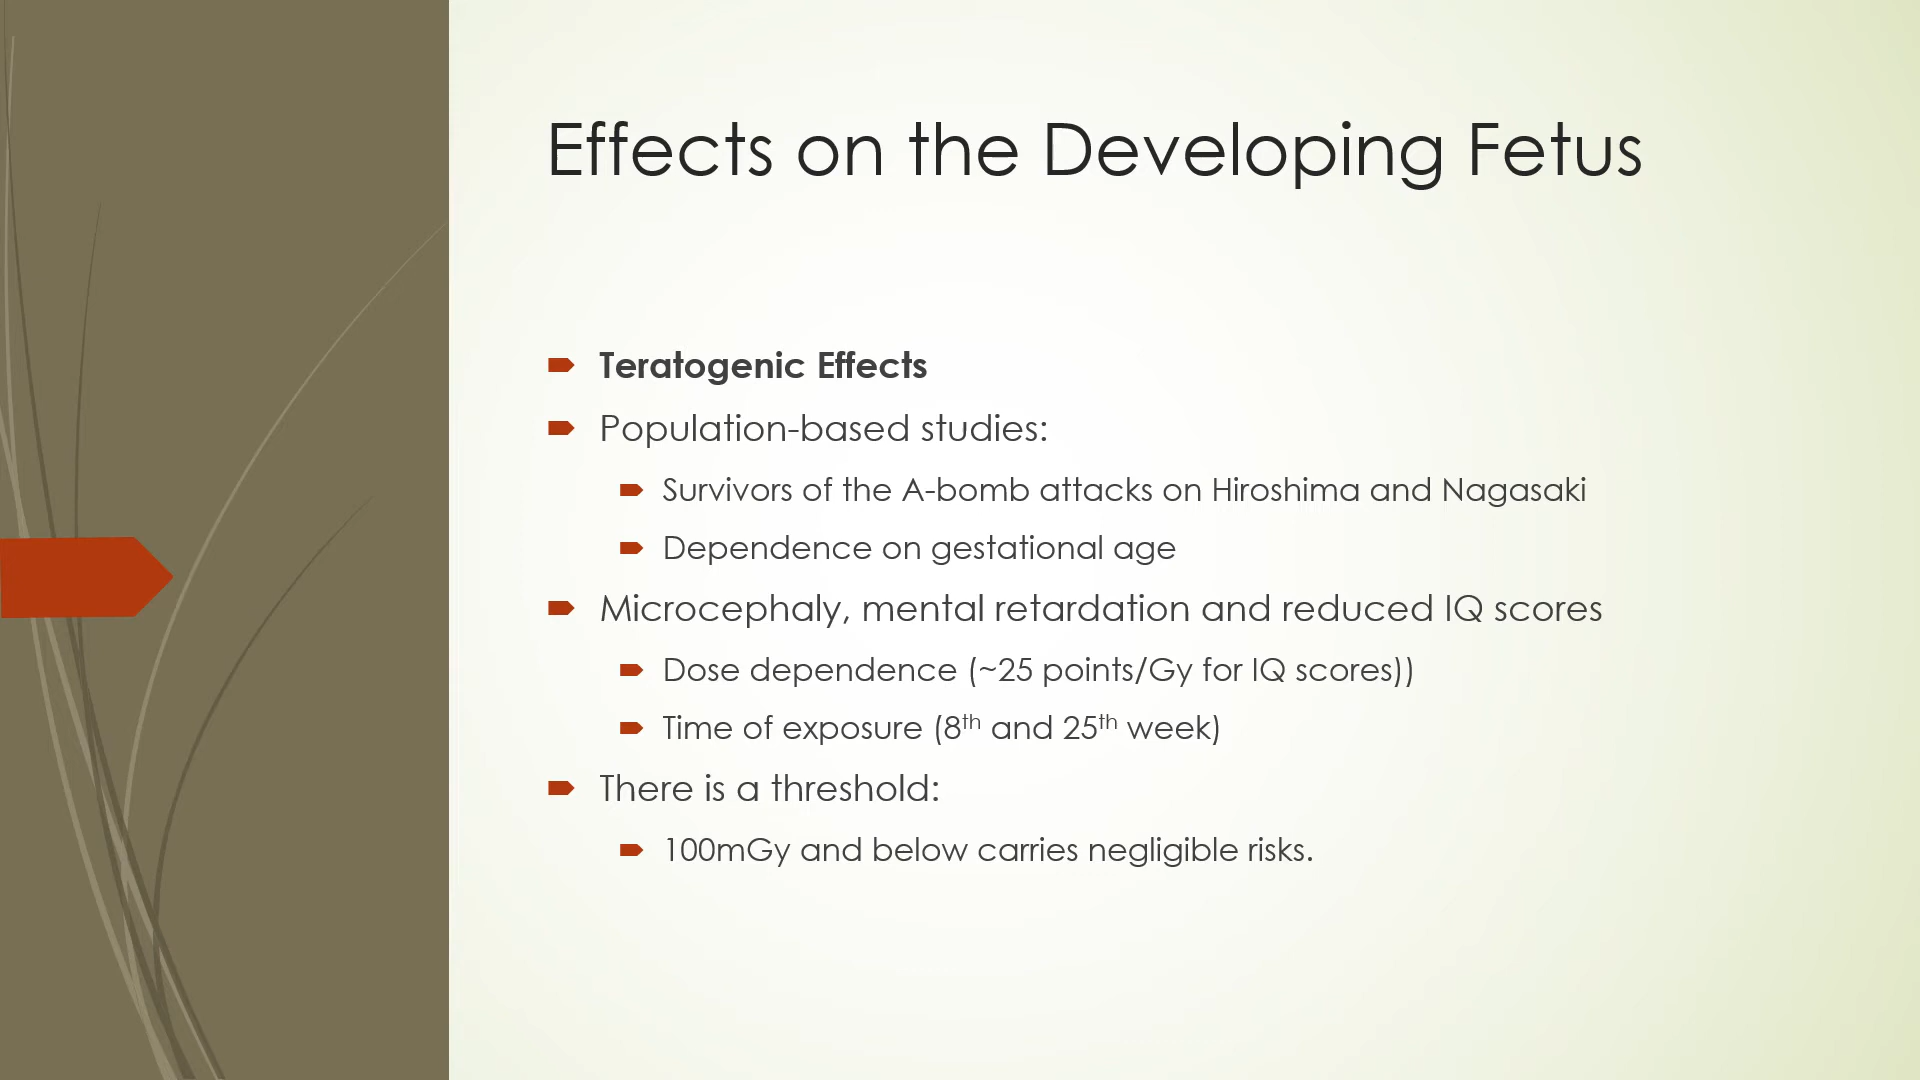 Effects on the Developing Fetus
Teratogenic Effects
Population-based studies:
Survivors of the A-bomb attacks on Hiroshima and Nagasaki
Dependence on gestational age
Microcephaly, mental retardation and reduced IQ scores
Dose dependence (~25 points/Gy for IQ scores))
Time of exposure (8th and 25th week)
There is a threshold:
100mGy and below carries negligible risks.